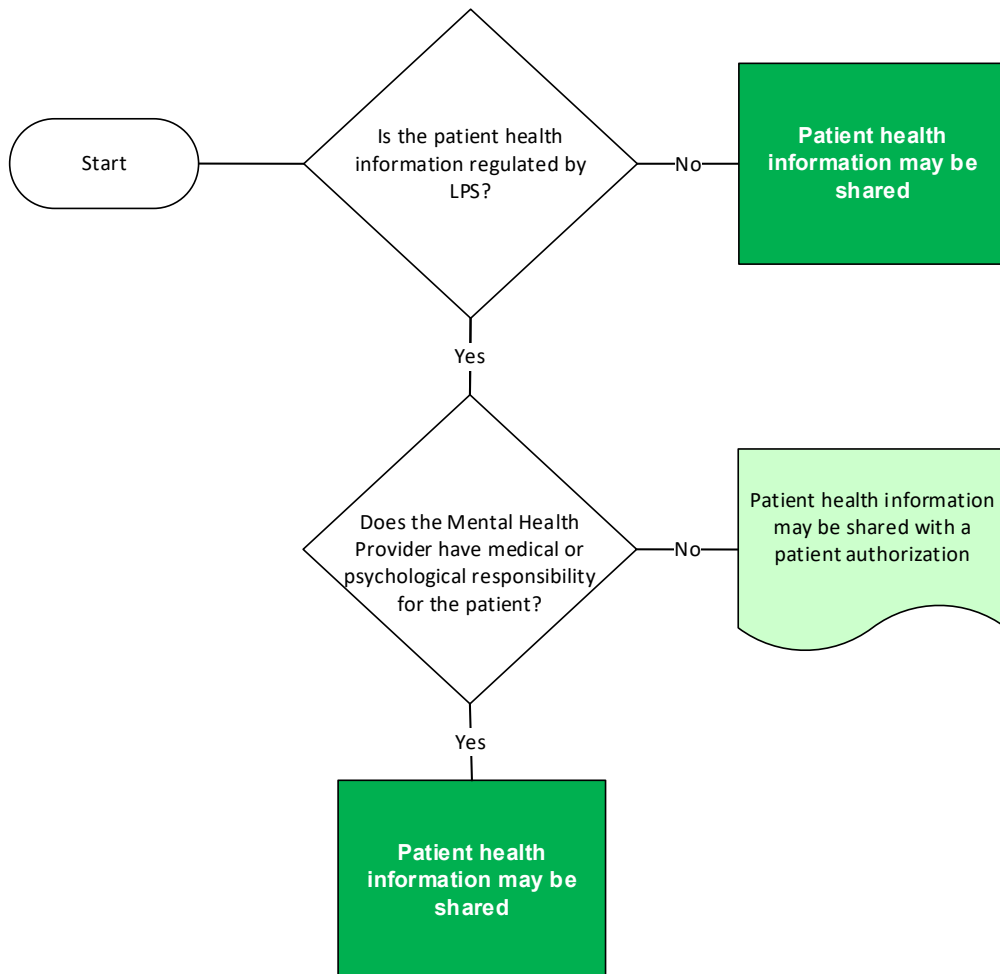 Start
Is the patient health
information regulated by
LPS?
No
Patient health
information may be
shared
Yes
Does the Mental Health
Provider have medical or
psychological responsibility
for the patient?
No
Patient health information
may be shared with a
patient authorization
Yes
Patient health
information may be
shared